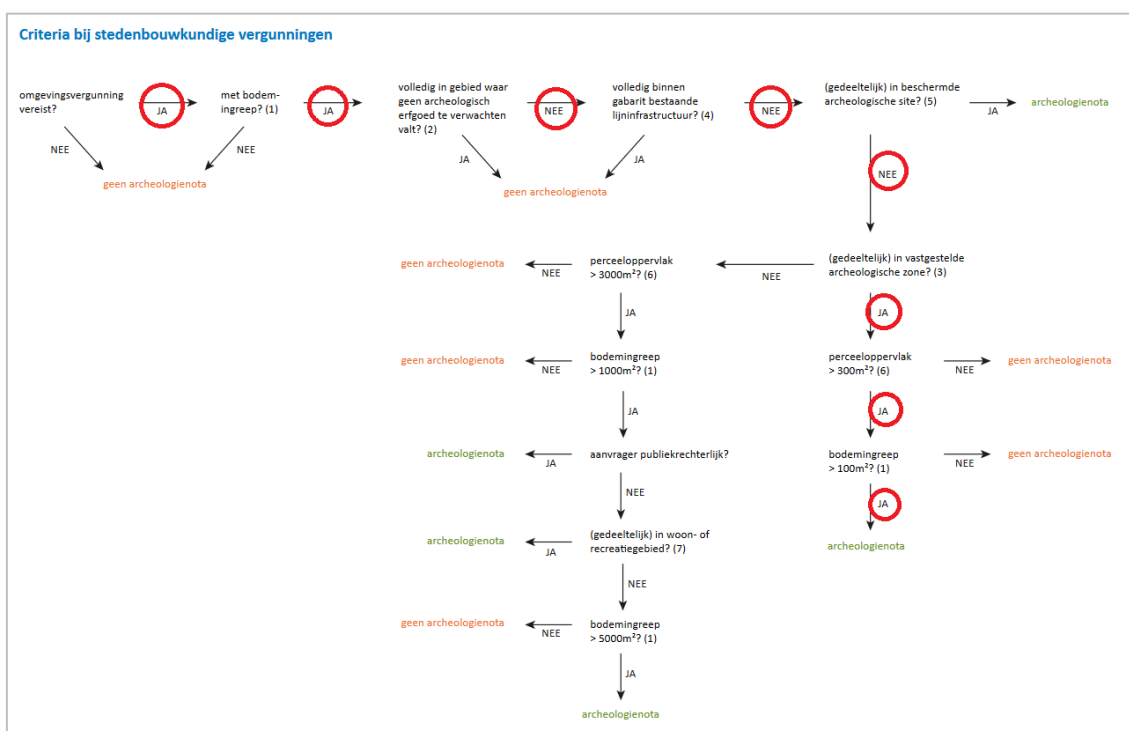 Criteria bij stedenbouwkundige vergunningen
omgevingsvergunning
vereist?
JA
met bodem-
ingreep? (1)
JA
volledig in gebied waar
geen archeologisch
erfgoed te verwachten
valt? (2)
NEE
volledig binnen
gabarit bestaande
lijninfrastructuur? (4)
NEE
(gedeeltelijk) in beschermde
archeologische site? (5)
JA
archeologienota
NEE
NEE
JA
JA
NEE
geen archeologienota
geen archeologienota
geen archeologienota
NEE
perceeloppervlak
> 3000m²? (6)
NEE
(gedeeltelijk) in vastgestelde
archeologische zone? (3)
JA
JA
geen archeologienota
NEE
bodemingreep
> 1000m²? (1)
perceeloppervlak
> 300m²? (6)
NEE
geen archeologienota
JA
JA
archeologienota
JA
aanvrager publiekrechterlijk?
bodemingreep
>100m²? (1)
NEE
geen archeologienota
NEE
JA
archeologienota
JA
(gedeeltelijk) in woon- of
recreatiegebied? (7)
archeologienota
NEE
geen archeologienota
NEE
bodemingreep
> 5000m²? (1)
JA
archeologienota